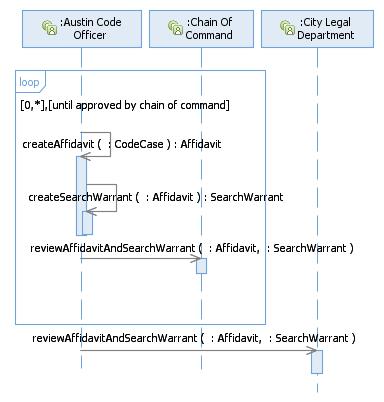 :Austin Code
Officer
:Chain Of
Command
:City Legal
Department
loop
[0,*],[until approved by chain of command]
createAffidavit ( : CodeCase ) : Affidavit
createSearchWarrant ( : Affidavit ) : SearchWarrant
reviewAffidavitAndSearchWarrant ( : Affidavit, : SearchWarrant )
reviewAffidavitAndSearchWarrant ( : Affidavit, : SearchWarrant )